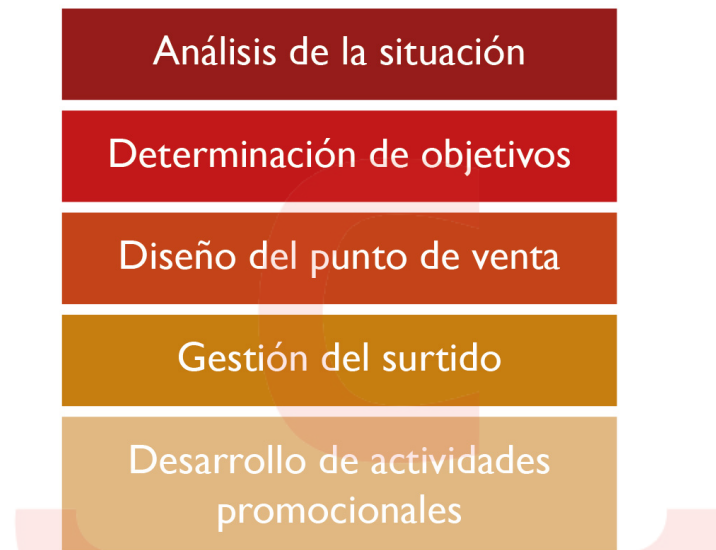 Análisis de la situación
Determinación de objetivos
Diseño del punto de venta
Gestión del surtido
Desarrollo de actividades
promocionales